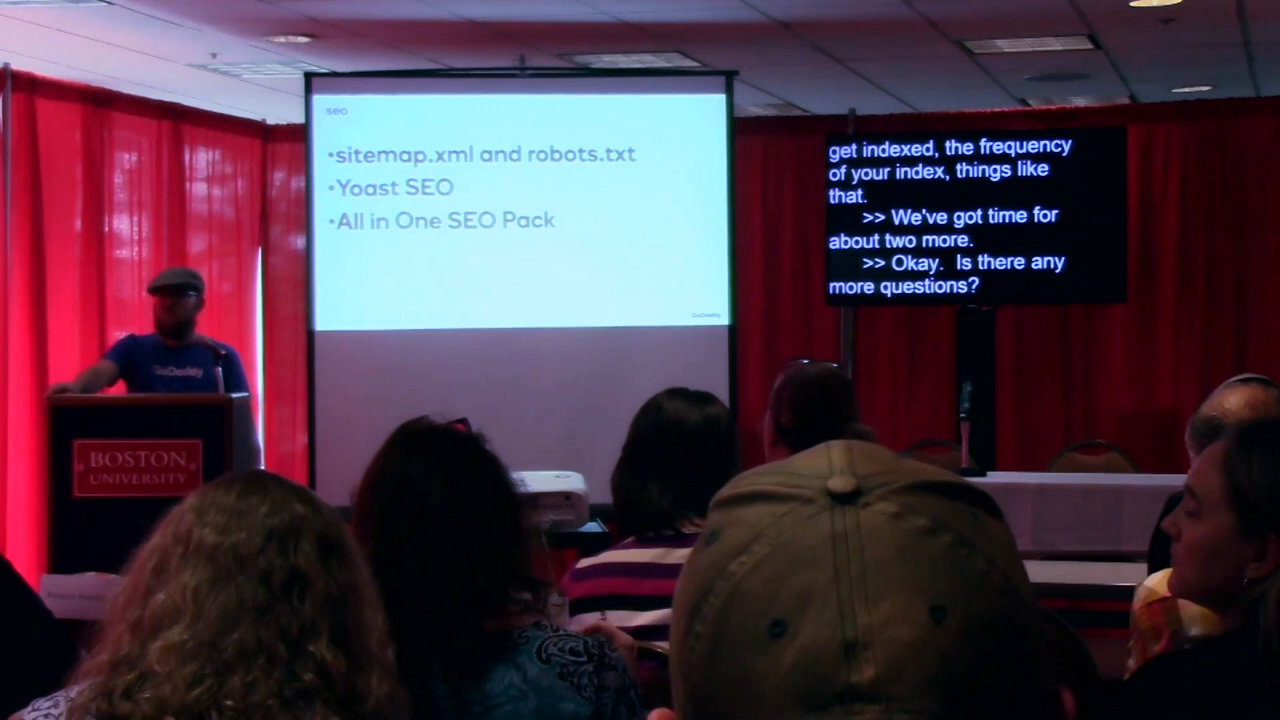 seo
•sitemap.xml and robots.txt
•Yoast SEO
•All in One SEO Pack
GoDaddy
get indexed, the frequency
of your index, things like
that.
>> We've got time for
about two more.
>> Okay.  Is there any
more questions?
GoDaddy
BOSTON
UNIVERSITY